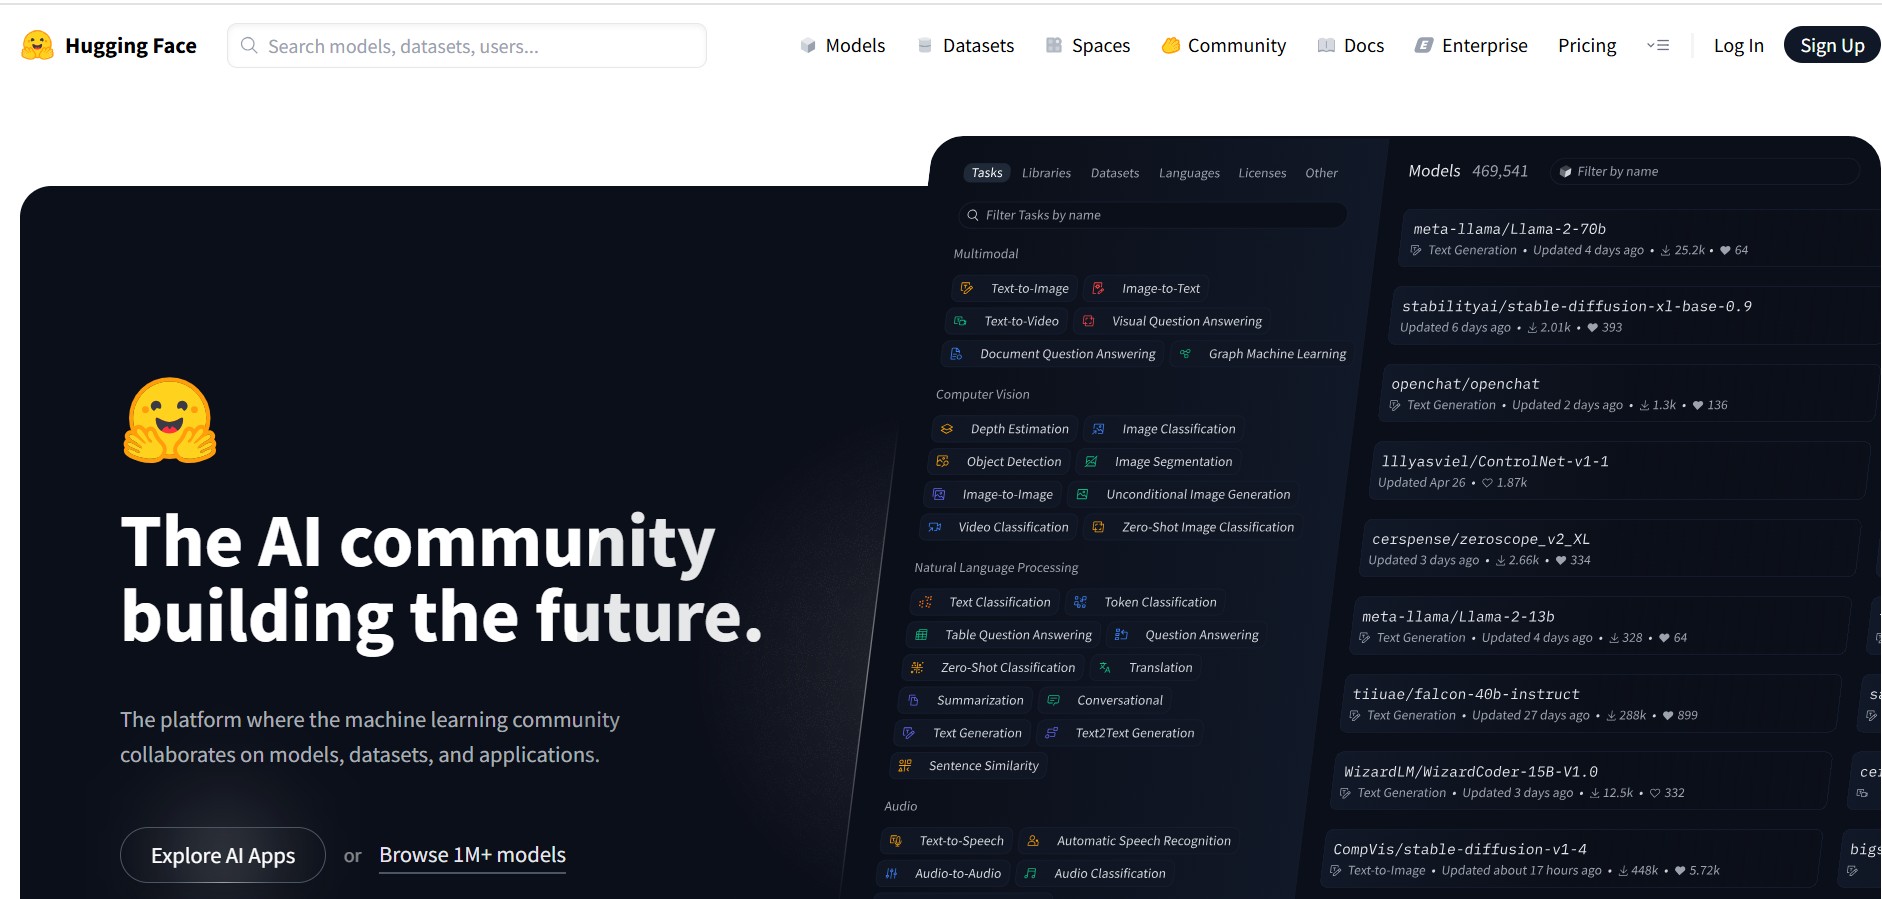 Hugging Face
Search models, datasets, users...
Models
Datasets
Spaces
Community
Docs
Enterprise
Pricing
Log In
Sign Up
The AI community
building the future.
The platform where the machine learning community
collaborates on models, datasets, and applications.
Explore AI Apps or Browse 1M+ models
Tasks Libraries Datasets Languages Licenses Other
Filter Tasks by name
Multimodal
Text-to-Image Image-to-Text
Text-to-Video Visual Question Answering
Document Question Answering Graph Machine Learning
Computer Vision
Depth Estimation Image Classification
Object Detection Image Segmentation
Image-to-Image Unconditional Image Generation
Video Classification Zero-Shot Image Classification
Natural Language Processing
Text Classification Token Classification
Table Question Answering Question Answering
Zero-Shot Classification Translation
Summarization Conversational
Text Generation Text2Text Generation
Sentence Similarity
Audio
Text-to-Speech Automatic Speech Recognition
Audio-to-Audio Audio Classification
Models 469,541 Filter by name
meta-llama/Llama-2-70b
Text Generation • Updated 4 days ago • 25.2k • 64
stabilityai/stable-diffusion-xl-base-0.9
Updated 6 days ago • 2.01k • 393
openchat/openchat
Text Generation • Updated 2 days ago • 1.3k • 136
lllyasviel/ControlNet-v1-1
Updated Apr 26 • 1.87k
cerspense/zeroscope_v2_XL
Updated 3 days ago • 2.66k • 334
meta-llama/Llama-2-13b
Text Generation • Updated 4 days ago • 328 • 64
tiiuae/falcon-40b-instruct
Text Generation • Updated 27 days ago • 288k • 899
WizardLM/WizardCoder-15B-V1.0
Text Generation • Updated 3 days ago • 12.5k • 332
CompVis/stable-diffusion-v1-4
Text-to-Image • Updated about 17 hours ago • 448k • 5.72k